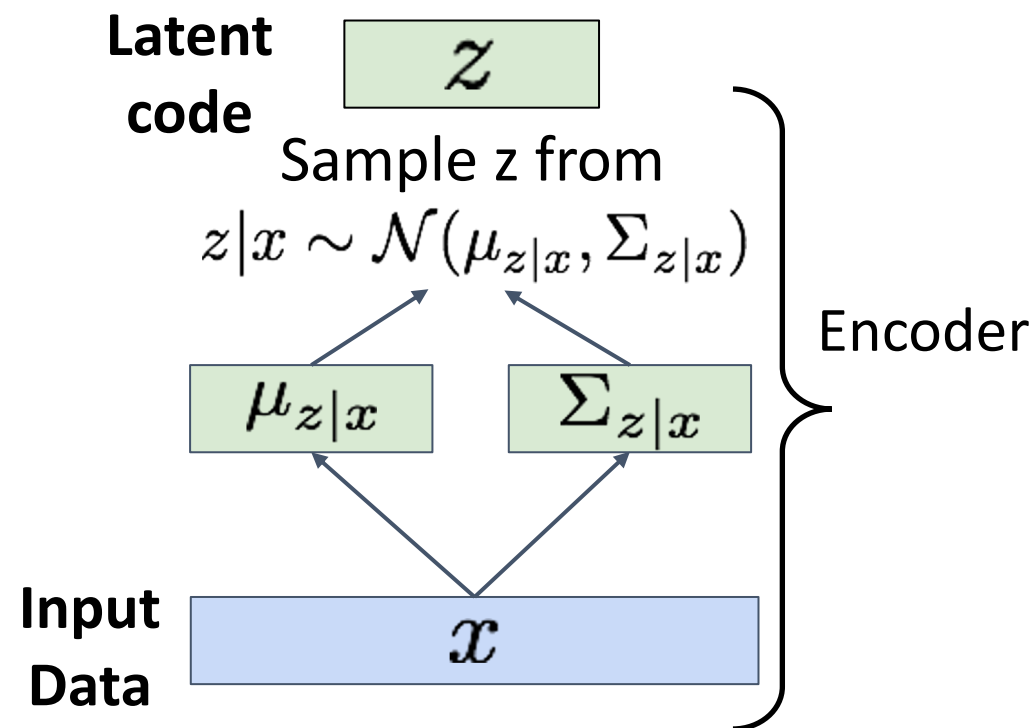 Latent
code
z
Sample z from
z|x ∼ 𝒩(μ_{z|x}, Σ_{z|x})
Encoder
μ_{z|x}
Σ_{z|x}
Input
Data
x